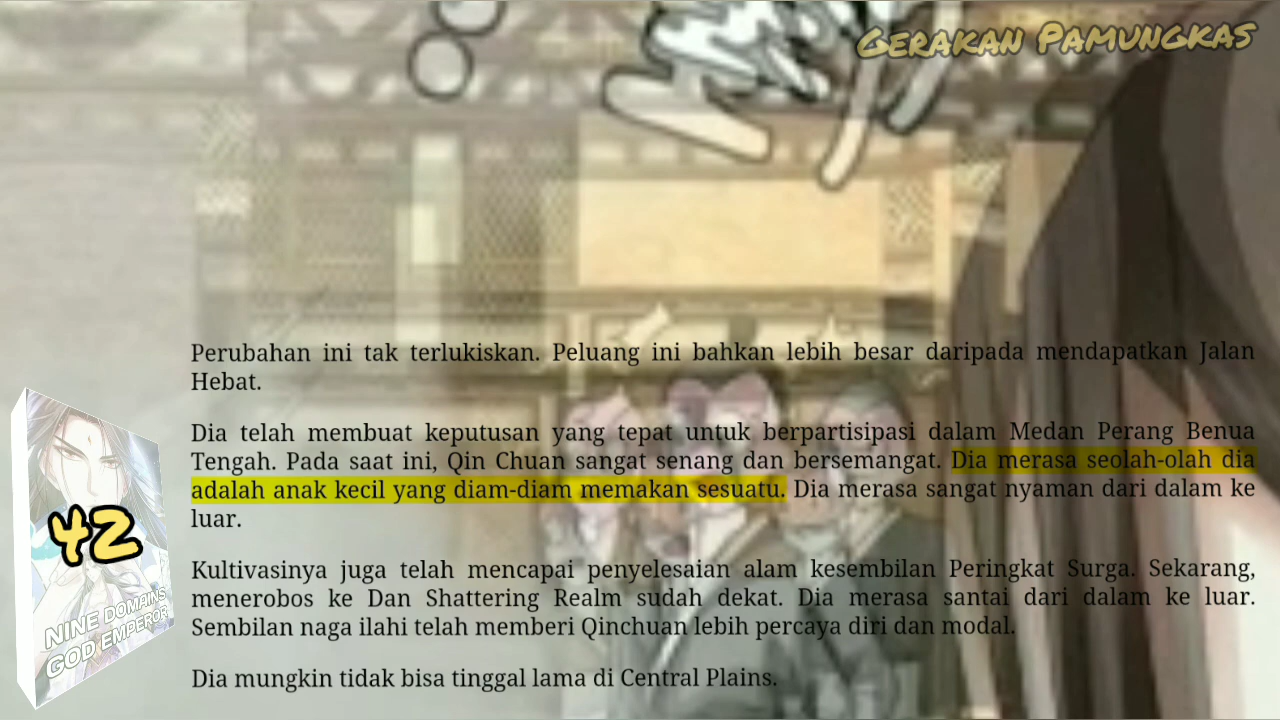 Gerakan Pamungkas
Perubahan ini tak terlukiskan. Peluang ini bahkan lebih besar daripada mendapatkan Jalan
Hebat.
Dia telah membuat keputusan yang tepat untuk berpartisipasi dalam Medan Perang Benua
Tengah. Pada saat ini, Qin Chuan sangat senang dan bersemangat. Dia merasa seolah-olah dia
adalah anak kecil yang diam-diam memakan sesuatu. Dia merasa sangat nyaman dari dalam ke
luar.
Kultivasinya juga telah mencapai penyelesaian alam kesembilan Peringkat Surga. Sekarang,
menerobos ke Dan Shattering Realm sudah dekat. Dia merasa santai dari dalam ke luar.
Sembilan naga ilahi telah memberi Qinchuan lebih percaya diri dan modal.
Dia mungkin tidak bisa tinggal lama di Central Plains.
42
NINE DOMAINS
GOD EMPEROR